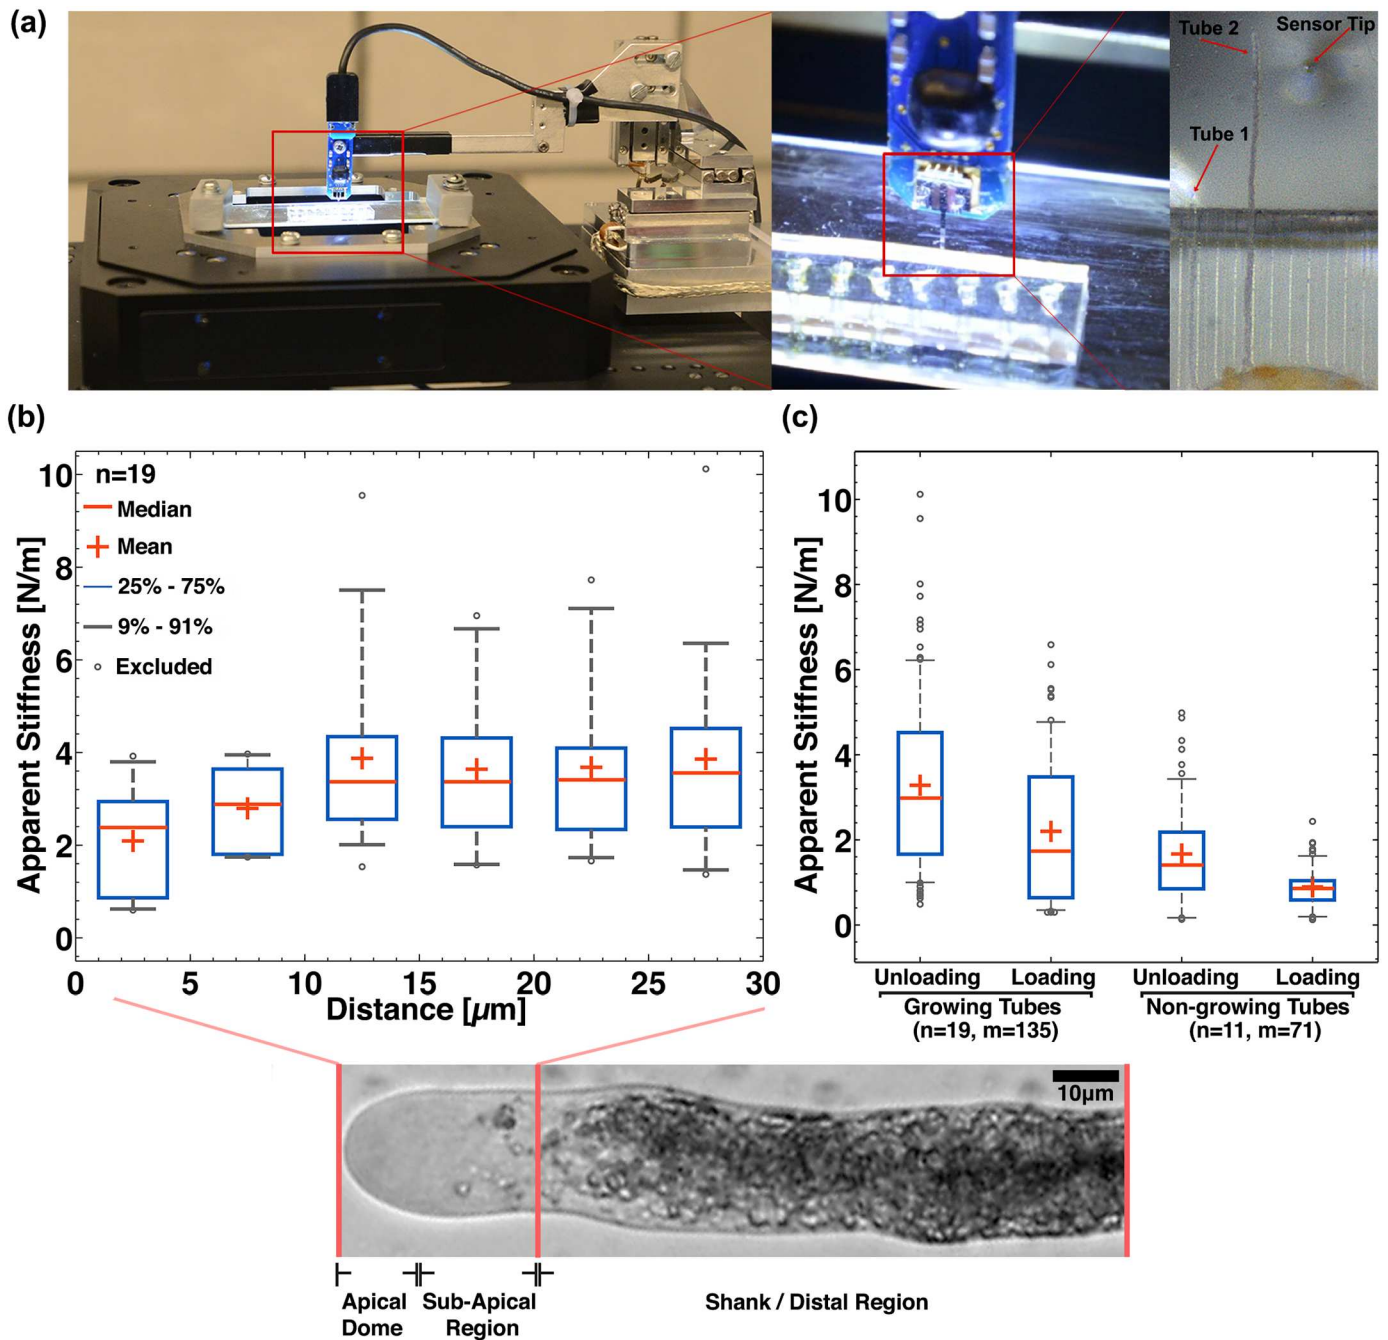 (a)
Tube 2
Sensor Tip
Tube 1
(b)
n=19
Median
Mean
25% - 75%
9% - 91%
Excluded
Apparent Stiffness [N/m]
10
8
6
4
2
0
0 5 10 15 20 25 30
Distance [µm]
(c)
Apparent Stiffness [N/m]
10
8
6
4
2
0
Unloading Loading Unloading Loading
Growing Tubes Non-growing Tubes
(n=19, m=135) (n=11, m=71)
10µm
Apical Sub-Apical Shank / Distal Region
Dome Region